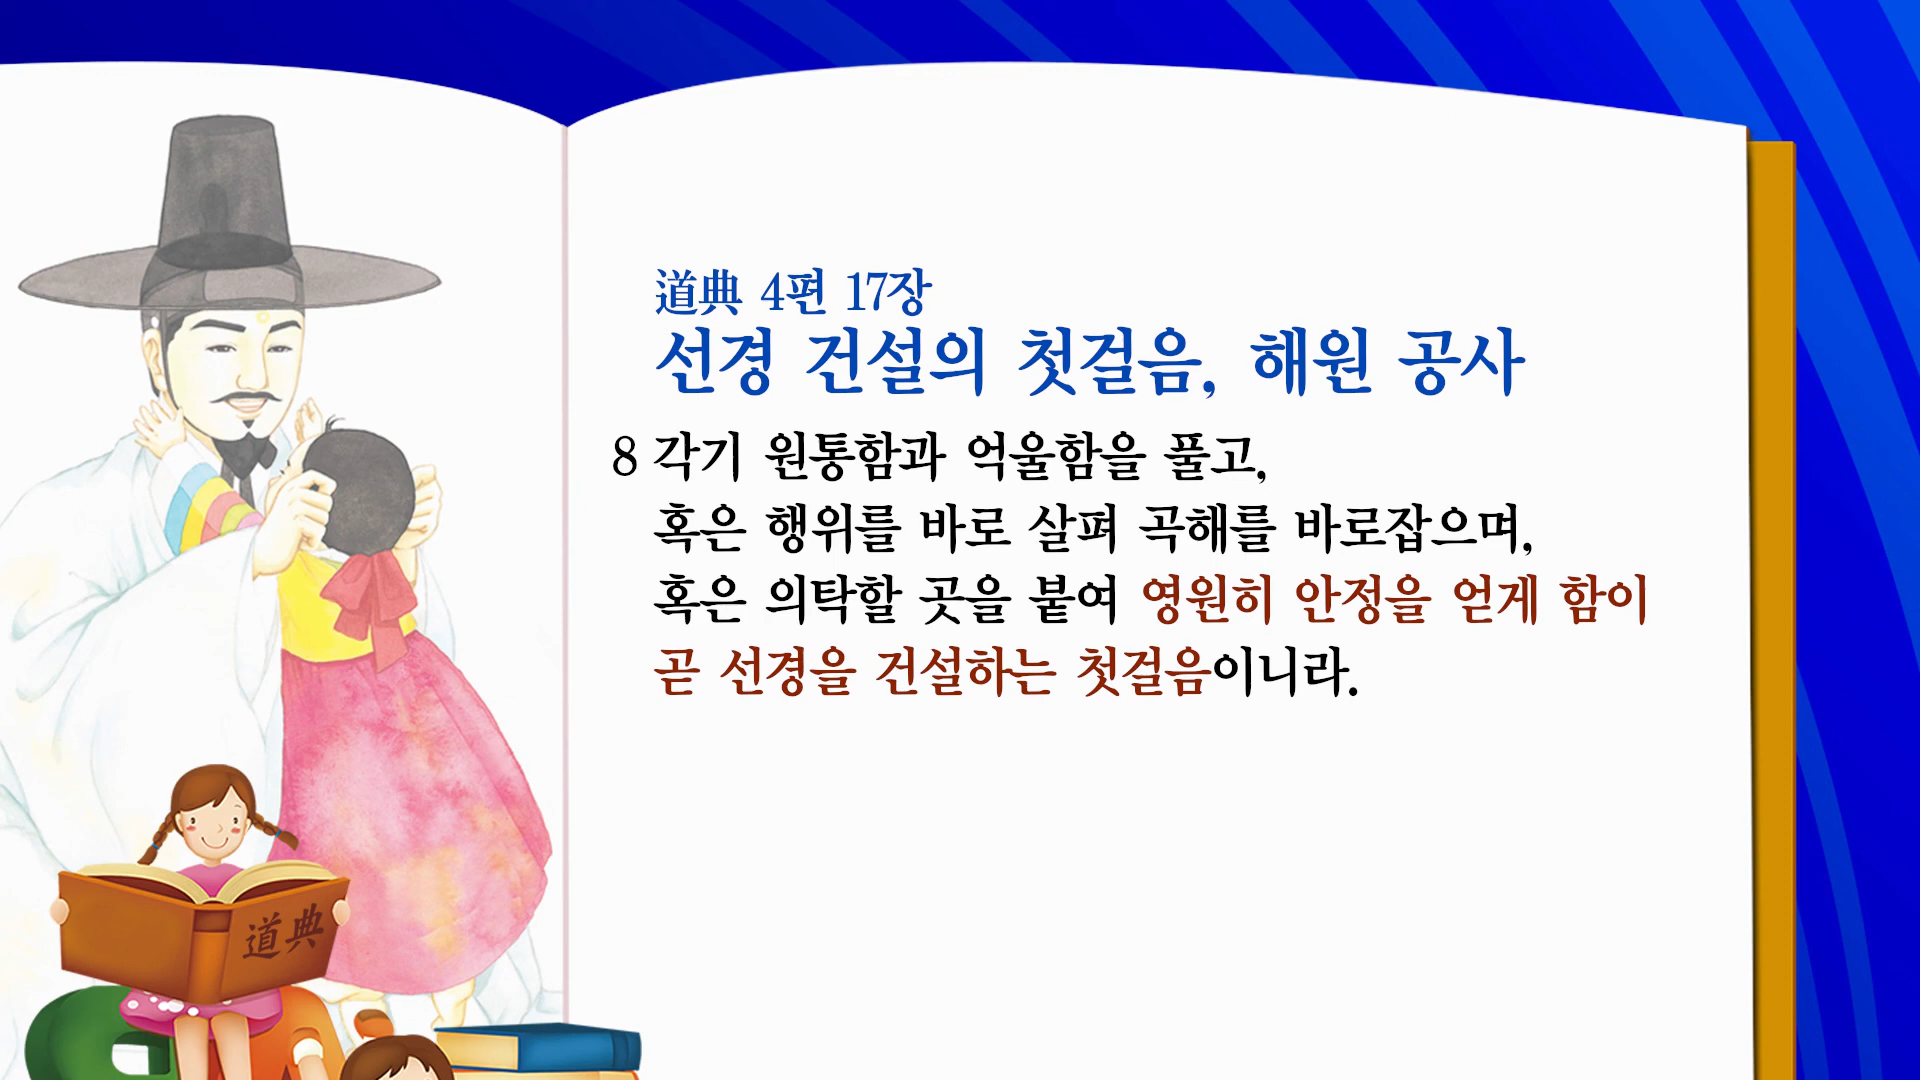 道典 4편 17장
선경 건설의 첫걸음, 해원 공사
8 각기 원통함과 억울함을 풀고,
혹은 행위를 바로 살펴 곡해를 바로잡으며,
혹은 의탁할 곳을 붙여 영원히 안정을 얻게 함이
곧 선경을 건설하는 첫걸음이니라.
道典